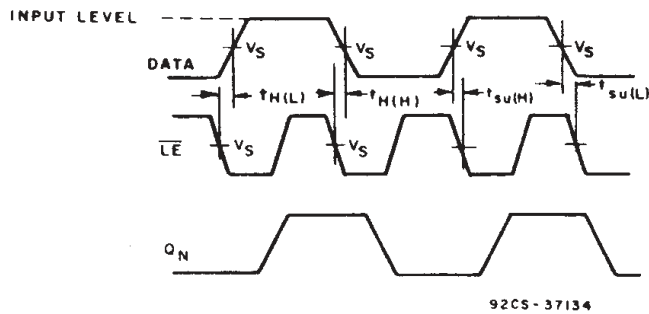 INPUT LEVEL
DATA
VS VS VS VS
tH(L) tH(H) tsu(H) tsu(L)
LE VS VS
QN
92CS-37134